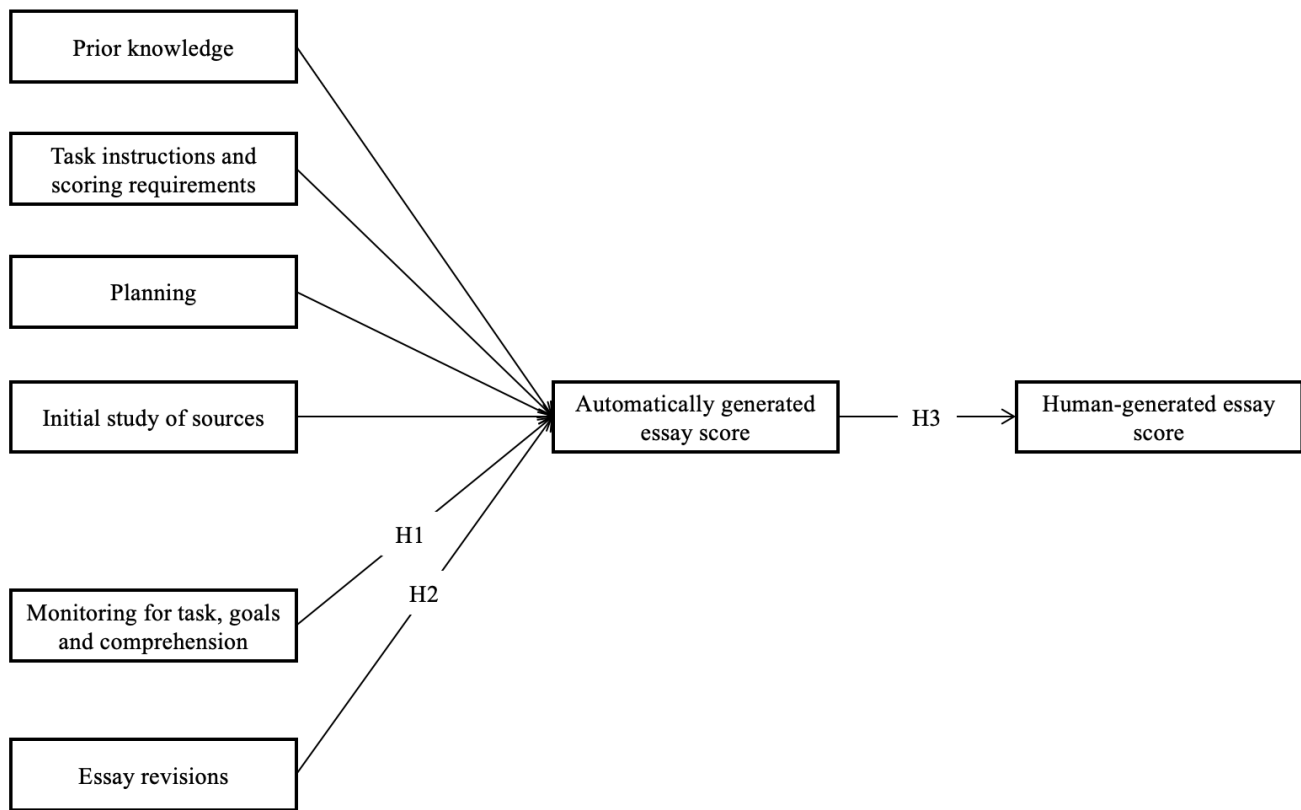 Prior knowledge
Task instructions and
scoring requirements
Planning
Initial study of sources
Automatically generated
essay score
H3
Human-generated essay
score
H1
H2
Monitoring for task, goals
and comprehension
Essay revisions